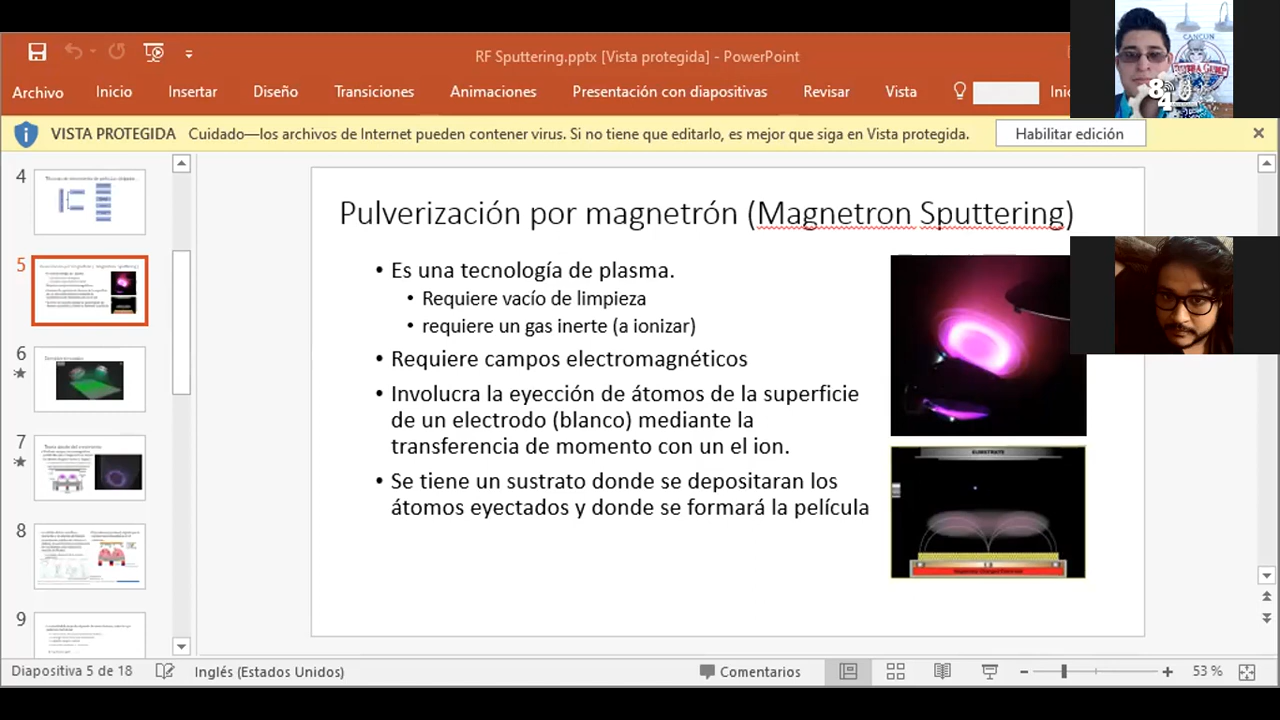 RF Sputtering.pptx [Vista protegida] - PowerPoint
Archivo Inicio Insertar Diseño Transiciones Animaciones Presentación con diapositivas Revisar Vista
VISTA PROTEGIDA Cuidado—los archivos de Internet pueden contener virus. Si no tiene que editarlo, es mejor que siga en Vista protegida. Habilitar edición
CANCUN
84
4
5
6
7
8
9
Pulverización por magnetrón (Magnetron Sputtering)
• Es una tecnología de plasma.
• Requiere vacío de limpieza
• requiere un gas inerte (a ionizar)
• Requiere campos electromagnéticos
• Involucra la eyección de átomos de la superficie
de un electrodo (blanco) mediante la
transferencia de momento con un el ion.
• Se tiene un sustrato donde se depositaran los
átomos eyectados y donde se formará la película
SUBSTRATE
Diapositiva 5 de 18 Inglés (Estados Unidos) Comentarios 53 %